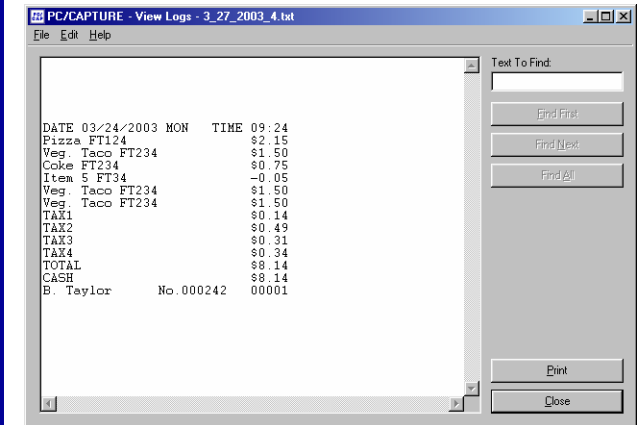 PC/CAPTURE - View Logs - 3_27_2003_4.txt
File Edit Help
Text To Find:
Find First
Find Next
Find All
DATE 03/24/2003 MON TIME 09:24
Pizza FT124 $2.15
Veg. Taco FT234 $1.50
Coke FT234 $0.75
Item 5 FT34 -0.05
Veg. Taco FT234 $1.50
Veg. Taco FT234 $1.50
TAX1 $0.14
TAX2 $0.49
TAX3 $0.31
TAX4 $0.34
TOTAL $8.14
CASH $8.14
B. Taylor No.000242 00001
Print
Close